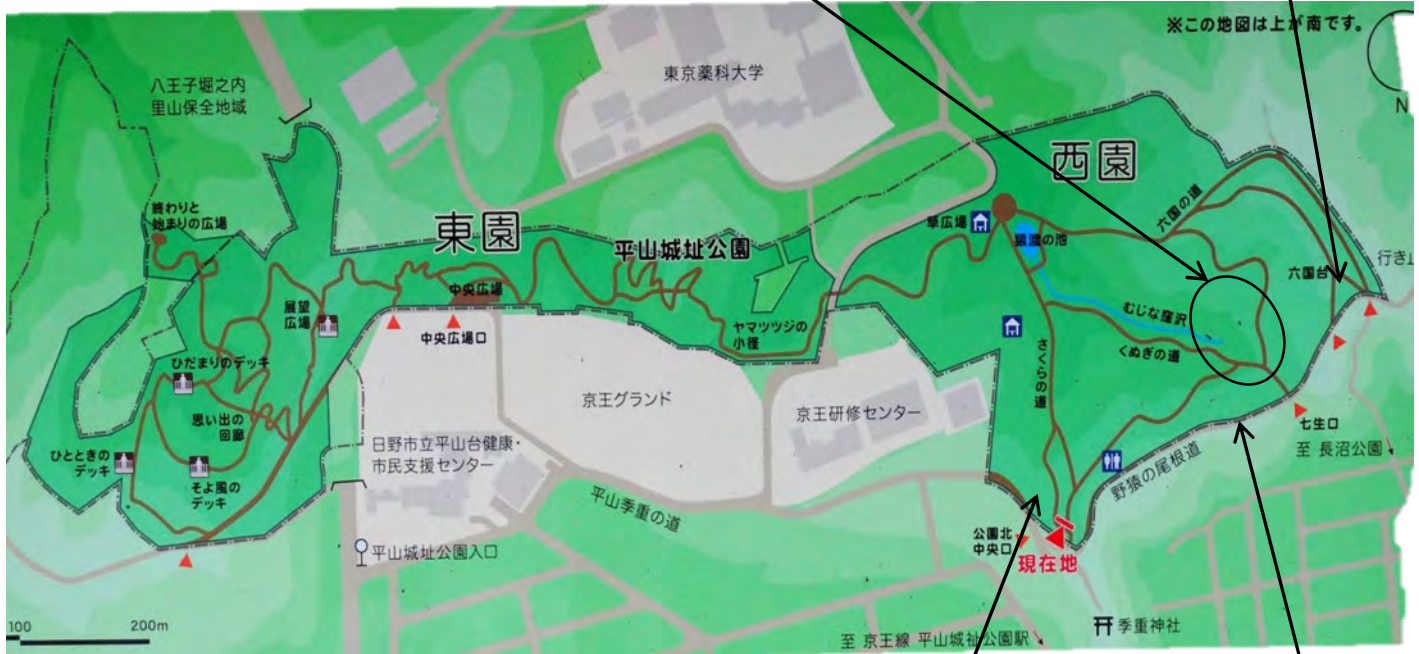 ※この地図は上が南です。
N
東京薬科大学
八王子堀之内
里山保全地域
西園
終わりと
始まりの広場
東園
平山城址公園
草広場
猿渡の池
六国の道
六国台
行き止
展望
広場
中央広場
中央広場口
ヤマツツジの
小径
むじな窪沢
くぬぎの道
さくらの道
ひだまりのデッキ
思い出の
回廊
ひとときの
デッキ
そよ風の
デッキ
日野市立平山台健康・
市民支援センター
京王グランド
京王研修センター
七生口
至 長沼公園
野猿の尾根道
平山季重の道
平山城址公園入口
公園北
中央口
現在地
季重神社
100
200m
至 京王線 平山城祉公園駅